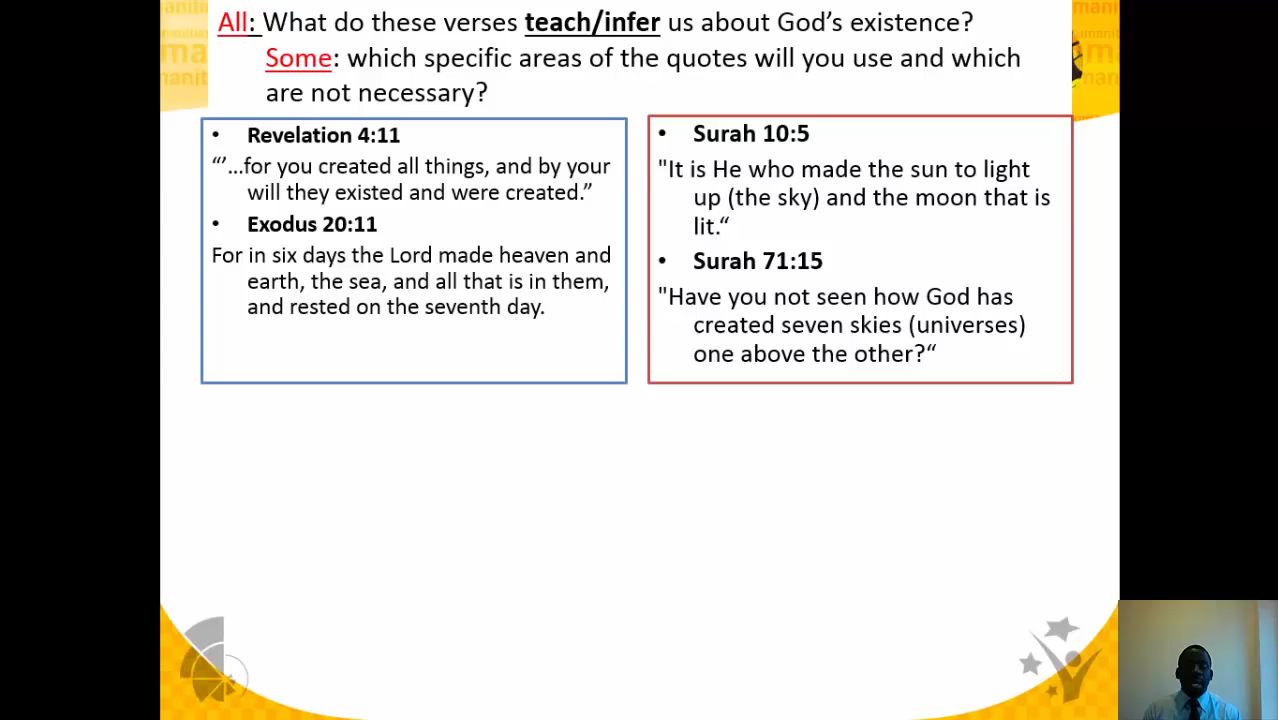 All: What do these verses teach/infer us about God’s existence?
Some: which specific areas of the quotes will you use and which
are not necessary?
• Revelation 4:11
“’…for you created all things, and by your
will they existed and were created.”
• Exodus 20:11
For in six days the Lord made heaven and
earth, the sea, and all that is in them,
and rested on the seventh day.
• Surah 10:5
"It is He who made the sun to light
up (the sky) and the moon that is
lit.“
• Surah 71:15
"Have you not seen how God has
created seven skies (universes)
one above the other?“